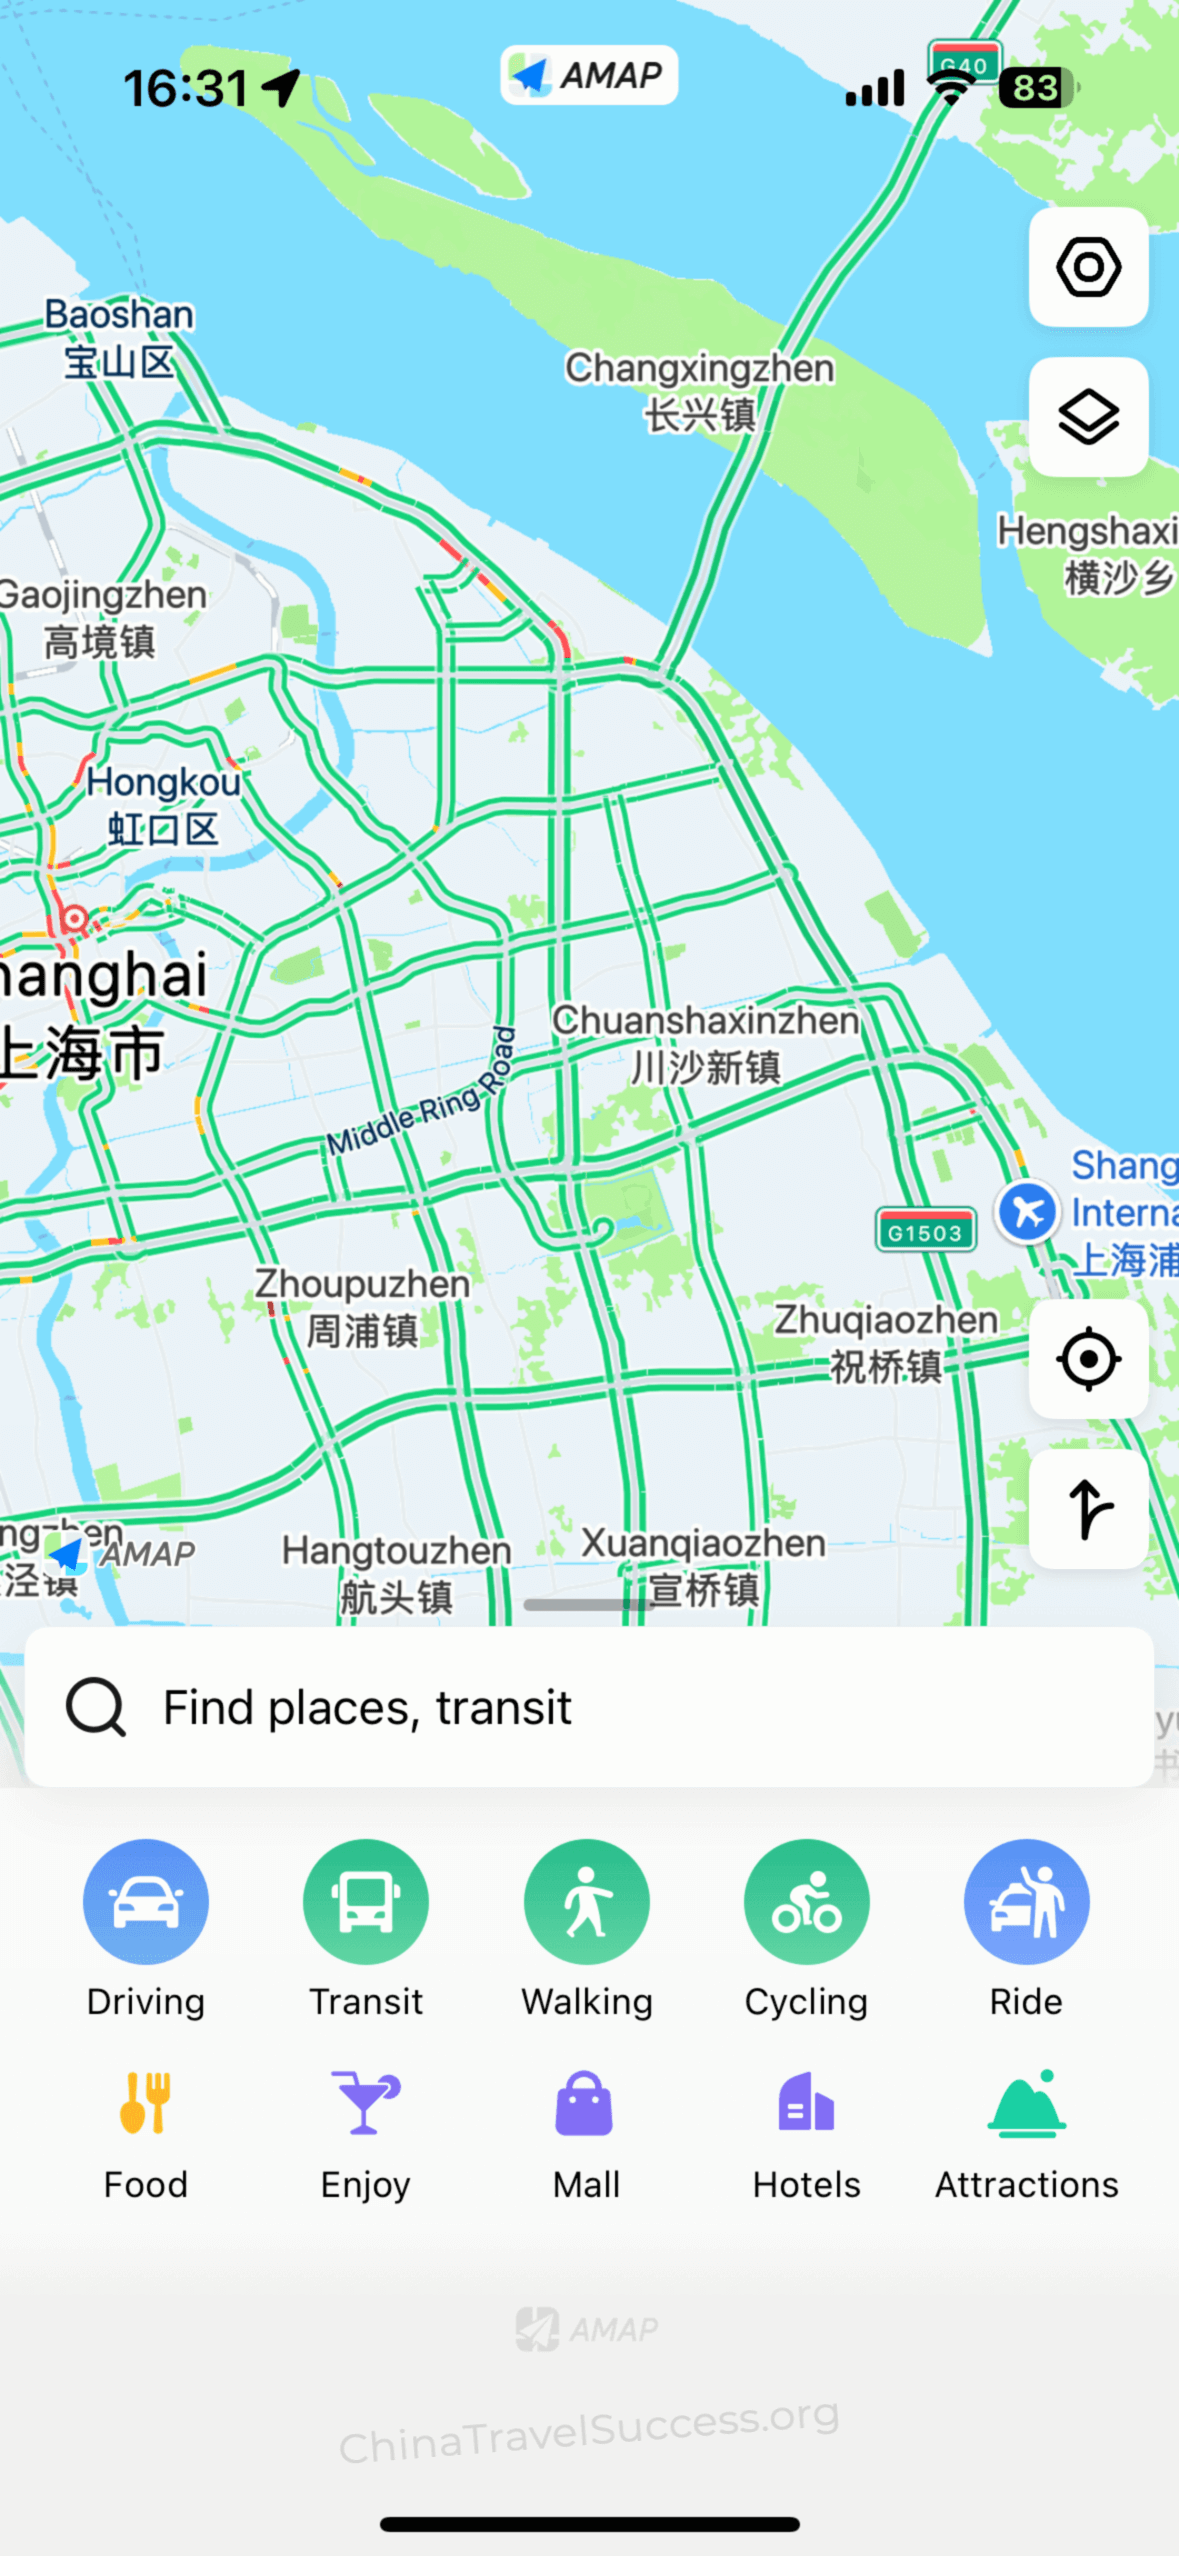 16:31
AMAP
G40
83
Baoshan
宝山区
Changxingzhen
长兴镇
Hengshaxi
横沙乡
Gaojingzhen
高境镇
Hongkou
虹口区
hanghai
上海市
Chuanshaxinzhen
川沙新镇
Middle Ring Road
Shang
Interna
上海浦
G1503
Zhoupuzhen
周浦镇
Zhuqiaozhen
祝桥镇
ngzhen
泾镇
AMAP
Hangtouzhen
航头镇
Xuanqiaozhen
宣桥镇
Find places, transit
Driving
Transit
Walking
Cycling
Ride
Food
Enjoy
Mall
Hotels
Attractions
AMAP
ChinaTravelSuccess.org